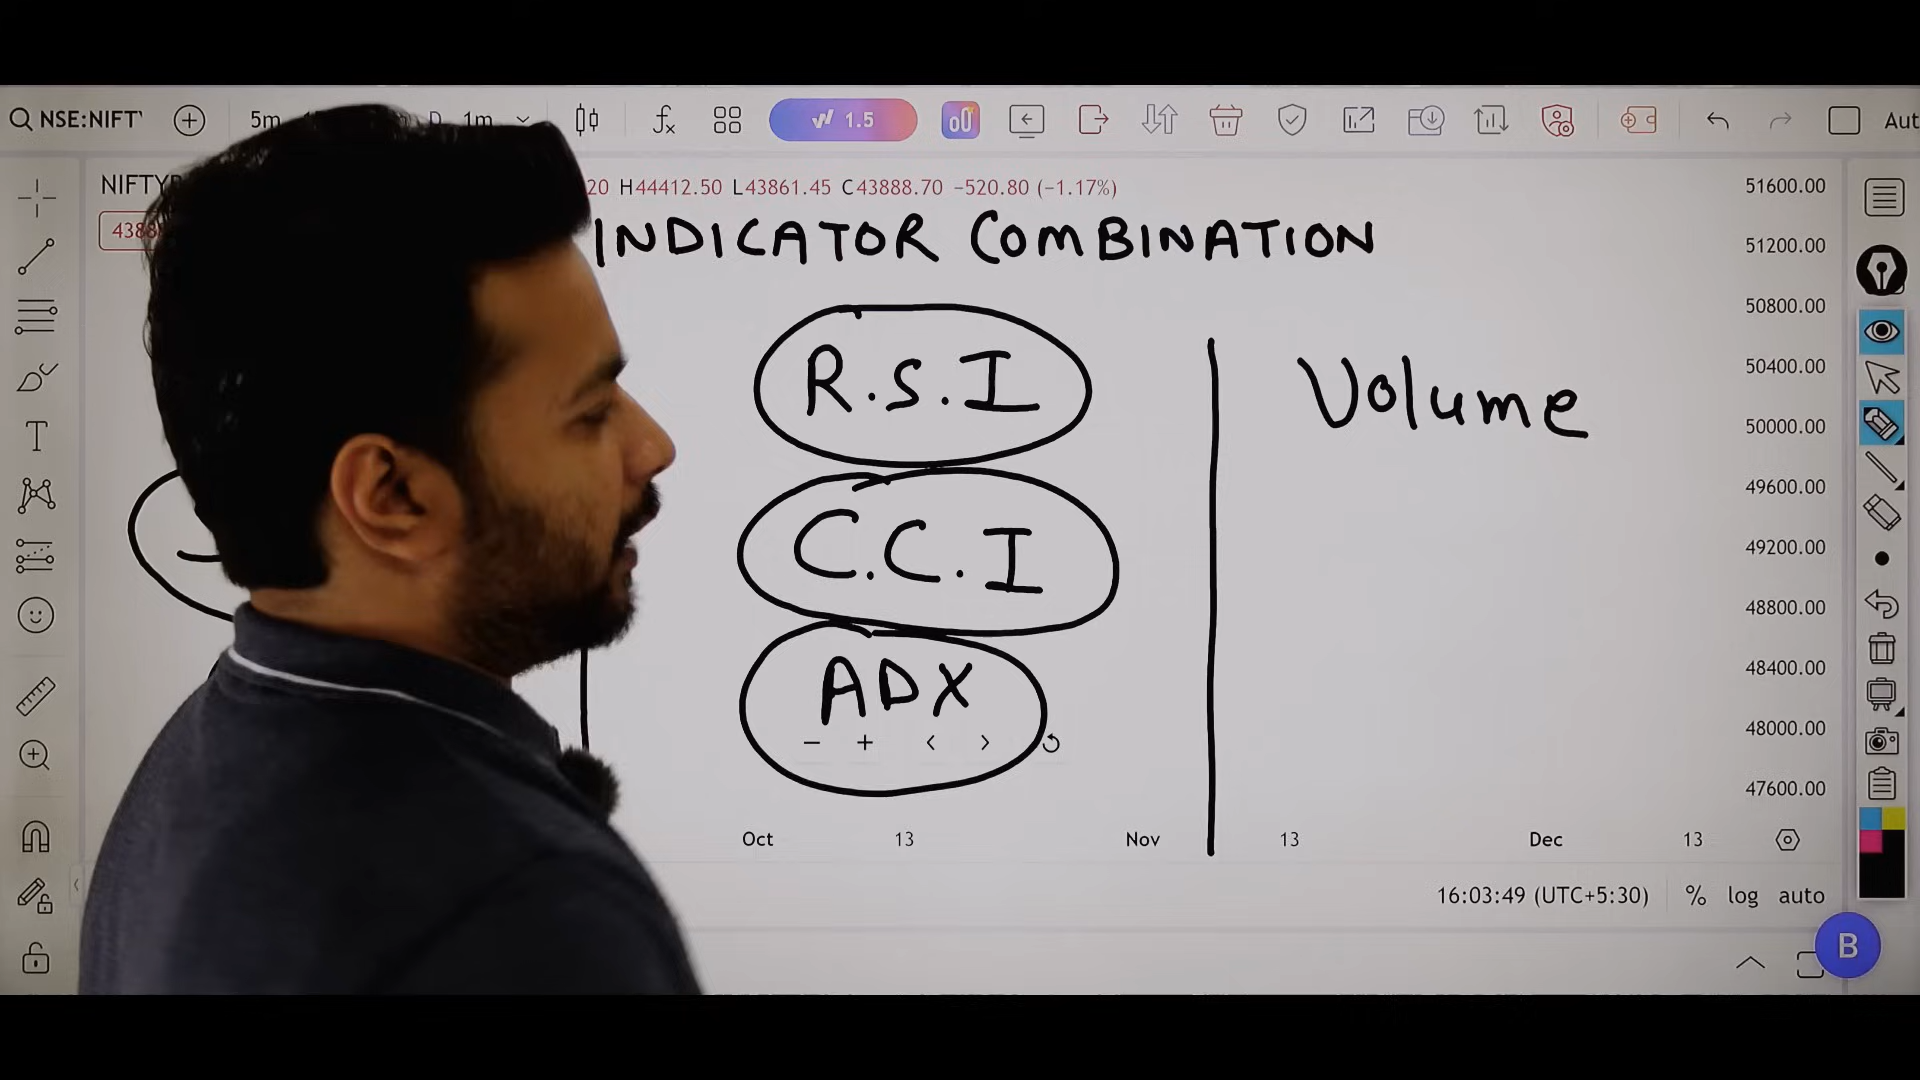 NSE:NIFTY
5m D 1m 1.5 Aut
NIFTY 20 H44412.50 L43861.45 C43888.70 −520.80 (−1.17%)
4388
INDICATOR COMBINATION
R.S.I
C.C.I
ADX
Volume
51600.00
51200.00
50800.00
50400.00
50000.00
49600.00
49200.00
48800.00
48400.00
48000.00
47600.00
Oct 13 Nov 13 Dec 13
16:03:49 (UTC+5:30) % log auto
B